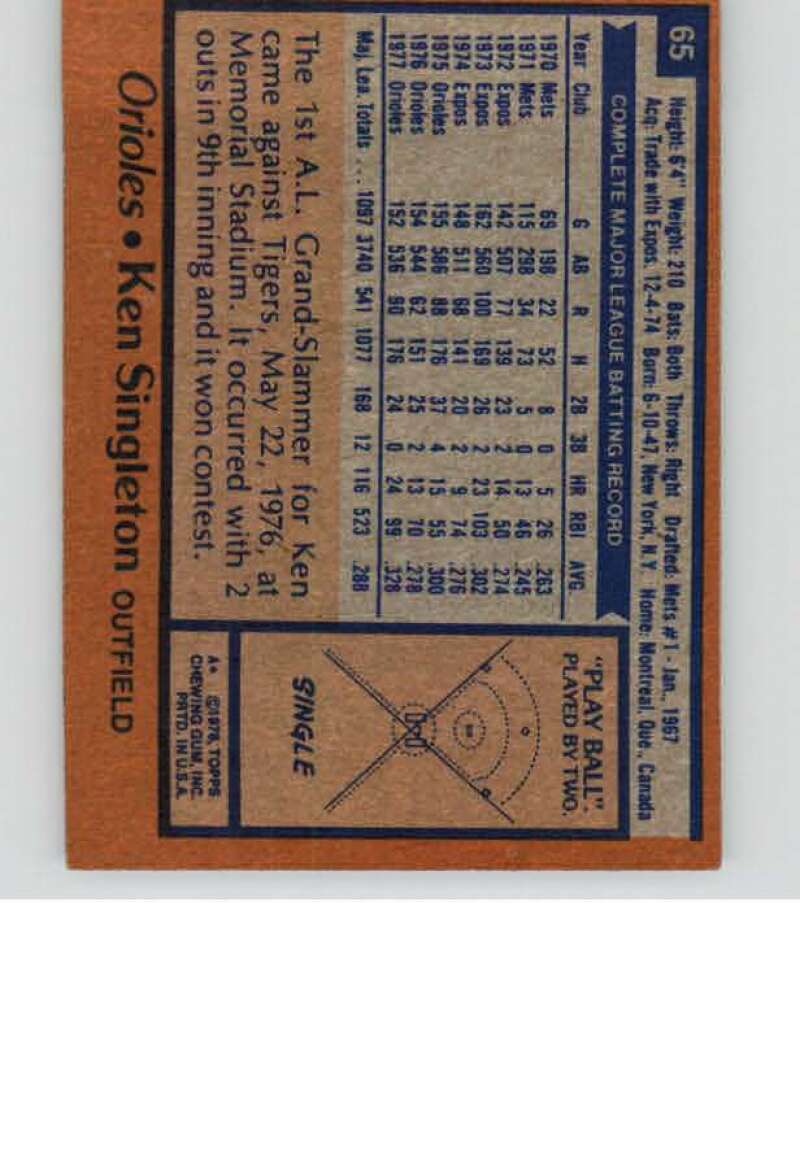 65
Height: 6'4" Weight: 210 Bats: Both Throws: Right Drafted: Mets #1 - Jan., 1967
Acq: Trade with Expos, 12-4-74 Born: 6-10-47, New York, N.Y. Home: Montreal, Que., Canada
COMPLETE MAJOR LEAGUE BATTING RECORD
Year Club G AB R H 2B 3B HR RBI AVG.
1970 Mets 69 198 22 52 8 0 5 26 .263
1971 Mets 115 298 34 73 5 0 13 46 .245
1972 Expos 142 507 77 139 23 2 14 50 .274
1973 Expos 162 560 100 169 26 2 23 103 .302
1974 Expos 148 511 68 141 20 2 9 74 .276
1975 Orioles 155 586 88 176 37 4 15 55 .300
1976 Orioles 154 544 62 151 25 2 13 70 .278
1977 Orioles 152 536 90 176 24 0 24 99 .328
Maj. Lea. Totals ... 1097 3740 541 1077 168 12 116 523 .288
The 1st A.L. Grand-Slammer for Ken
came against Tigers, May 22, 1976, at
Memorial Stadium. It occurred with 2
outs in 9th inning and it won contest.
"PLAY BALL".
PLAYED BY TWO.
SINGLE
A* ©1978, TOPPS
CHEWING GUM, INC.
PRTD. IN U.S.A.
Orioles • Ken Singleton OUTFIELD